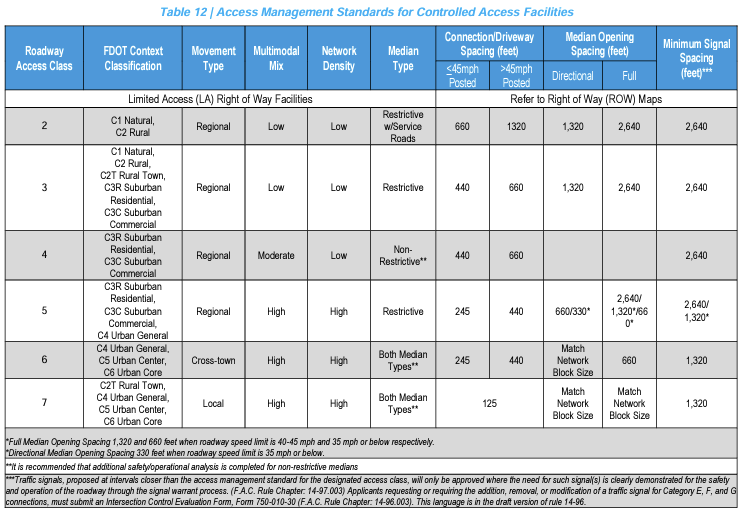 Table 12 | Access Management Standards for Controlled Access Facilities
Roadway Access Class | FDOT Context Classification | Movement Type | Multimodal Mix | Network Density | Median Type | Connection/Driveway Spacing (feet) | Median Opening Spacing (feet) | Minimum Signal Spacing (feet)***
≤45mph Posted | >45mph Posted | Directional | Full
Limited Access (LA) Right of Way Facilities | Refer to Right of Way (ROW) Maps
2 | C1 Natural, C2 Rural | Regional | Low | Low | Restrictive w/Service Roads | 660 | 1320 | 1,320 | 2,640 | 2,640
3 | C1 Natural, C2 Rural, C2T Rural Town, C3R Suburban Residential, C3C Suburban Commercial | Regional | Low | Low | Restrictive | 440 | 660 | 1,320 | 2,640 | 2,640
4 | C3R Suburban Residential, C3C Suburban Commercial | Regional | Moderate | Low | Non-Restrictive** | 440 | 660 | | | 2,640
5 | C3R Suburban Residential, C3C Suburban Commercial, C4 Urban General | Regional | High | High | Restrictive | 245 | 440 | 660/330* | 2,640/1,320*/660* | 2,640/1,320*
6 | C4 Urban General, C5 Urban Center, C6 Urban Core | Cross-town | High | High | Both Median Types** | 245 | 440 | Match Network Block Size | 660 | 1,320
7 | C2T Rural Town, C4 Urban General, C5 Urban Center, C6 Urban Core | Local | High | High | Both Median Types** | 125 | Match Network Block Size | Match Network Block Size | 1,320
*Full Median Opening Spacing 1,320 and 660 feet when roadway speed limit is 40-45 mph and 35 mph or below respectively.
*Directional Median Opening Spacing 330 feet when roadway speed limit is 35 mph or below.
**It is recommended that additional safety/operational analysis is completed for non-restrictive medians
***Traffic signals, proposed at intervals closer than the access management standard for the designated access class, will only be approved where the need for such signal(s) is clearly demonstrated for the safety
and operation of the roadway through the signal warrant process. (F.A.C. Rule Chapter: 14-97.003) Applicants requesting or requiring the addition, removal, or modification of a traffic signal for Category E, F, and G
connections, must submit an Intersection Control Evaluation Form, Form 750-010-30 (F.A.C. Rule Chapter: 14-96.003). This language is in the draft version of rule 14-96.